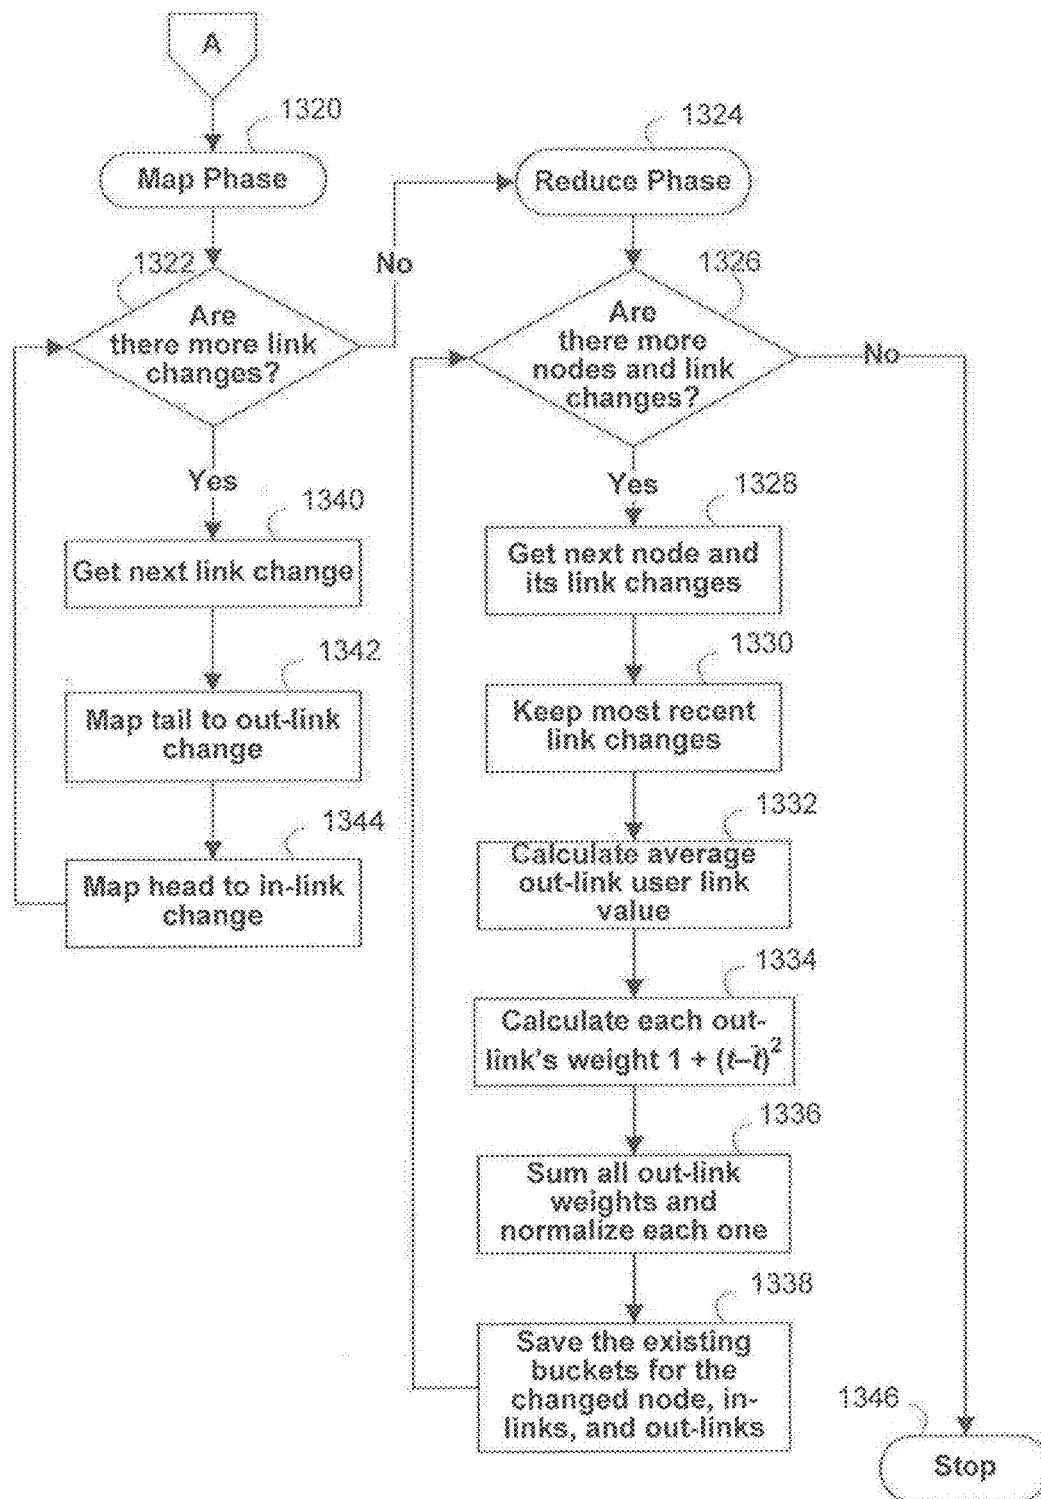 A
1320
Map Phase
1322
Are
there more link
changes?
No
Yes
1340
Get next link change
1342
Map tail to out-link
change
1344
Map head to in-link
change
1324
Reduce Phase
1326
Are
there more
nodes and link
changes?
No
Yes
1328
Get next node and
its link changes
1330
Keep most recent
link changes
1332
Calculate average
out-link user link
value
1334
Calculate each out-
link's weight 1 + (t–t̄)²
1336
Sum all out-link
weights and
normalize each one
1338
Save the existing
buckets for the
changed node, in-
links, and out-links
1346
Stop